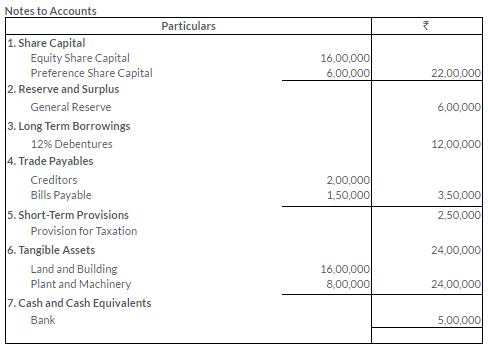 Notes to Accounts
Particulars ₹
1. Share Capital
Equity Share Capital 16,00,000
Preference Share Capital 6,00,000 22,00,000
2. Reserve and Surplus
General Reserve 6,00,000
3. Long Term Borrowings
12% Debentures 12,00,000
4. Trade Payables
Creditors 2,00,000
Bills Payable 1,50,000 3,50,000
5. Short-Term Provisions 2,50,000
Provision for Taxation
6. Tangible Assets 24,00,000
Land and Building 16,00,000
Plant and Machinery 8,00,000 24,00,000
7. Cash and Cash Equivalents
Bank 5,00,000